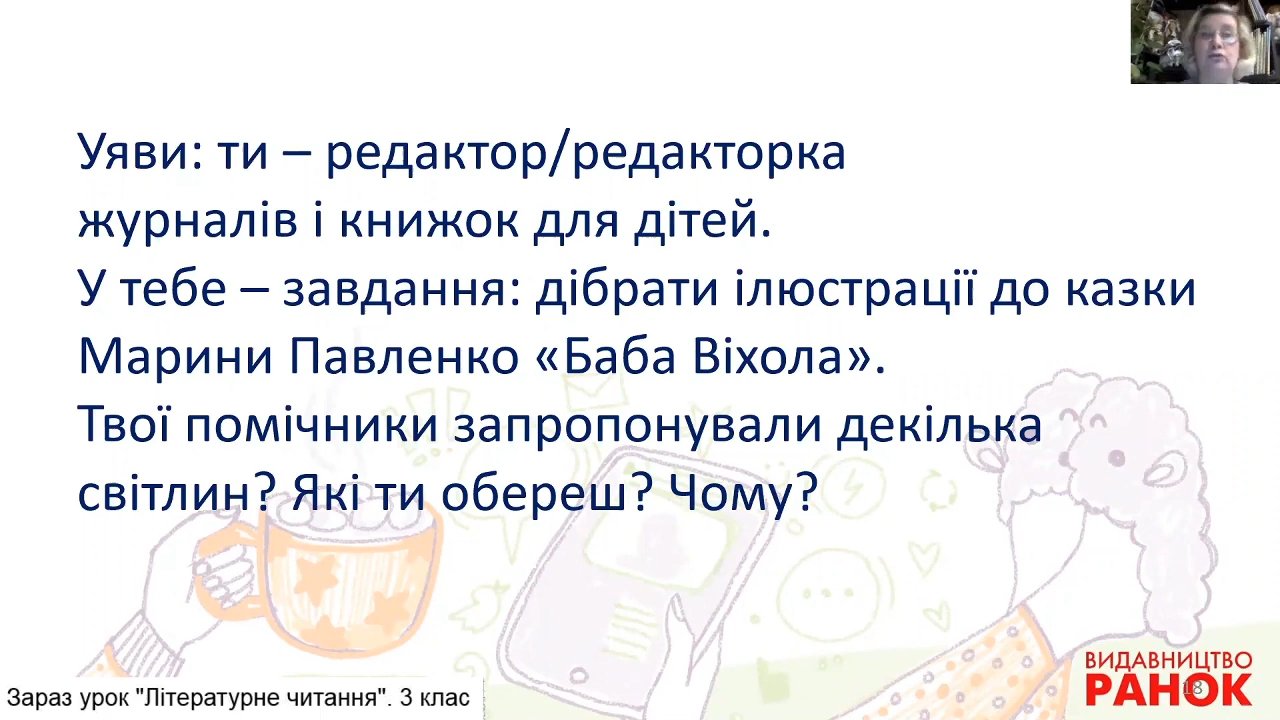 Уяви: ти – редактор/редакторка
журналів і книжок для дітей.
У тебе – завдання: дібрати ілюстрації до казки
Марини Павленко «Баба Віхола».
Твої помічники запропонували декілька
світлин? Які ти обереш? Чому?
ВИДАВНИЦТВО
РАНОК
18
Зараз урок "Літературне читання". 3 клас